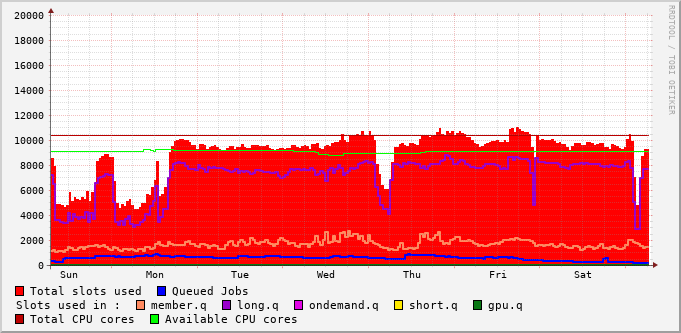 20000
18000
16000
14000
12000
10000
8000
6000
4000
2000
0
Sun Mon Tue Wed Thu Fri Sat
RRDTOOL / TOBI OETIKER
Total slots used Queued Jobs
Slots used in : member.q long.q ondemand.q short.q gpu.q
Total CPU cores Available CPU cores